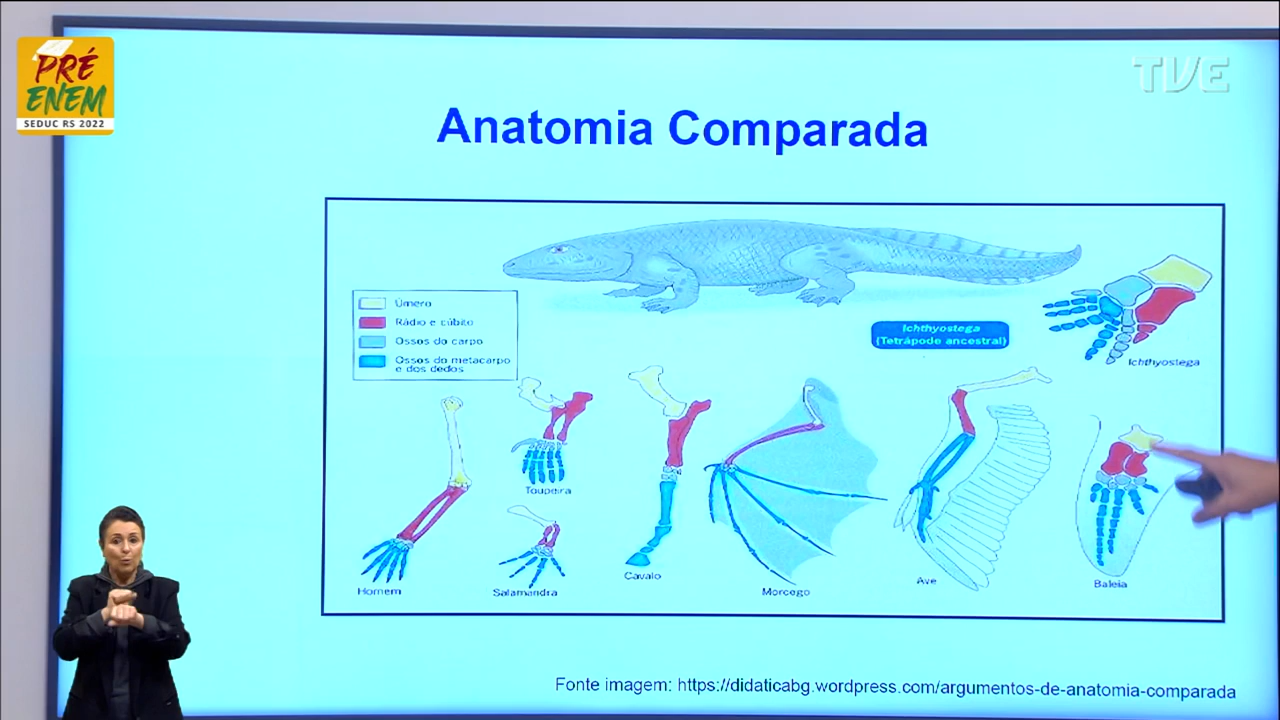 PRÉ
ENEM
SEDUC RS 2022
TVE
Anatomia Comparada
Úmero
Rádio e cúbito
Ossos do carpo
Ossos do metacarpo
e dos dedos
Ichthyostega
(Tetrápode ancestral)
Ichthyostega
Toupeira
Homem
Salamandra
Cavalo
Morcego
Ave
Baleia
Fonte imagem: https://didaticabg.wordpress.com/argumentos-de-anatomia-comparada